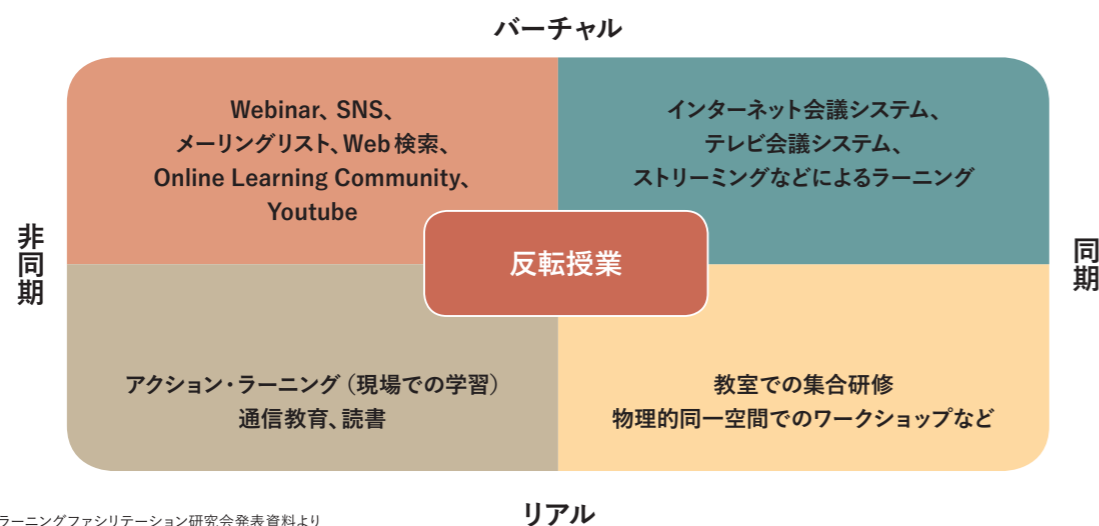 バーチャル
Webinar、SNS、
メーリングリスト、Web検索、
Online Learning Community、
Youtube
インターネット会議システム、
テレビ会議システム、
ストリーミングなどによるラーニング
非同期
反転授業
同期
アクション・ラーニング（現場での学習）
通信教育、読書
教室での集合研修
物理的同一空間でのワークショップなど
リアル
ラーニングファシリテーション研究会発表資料より